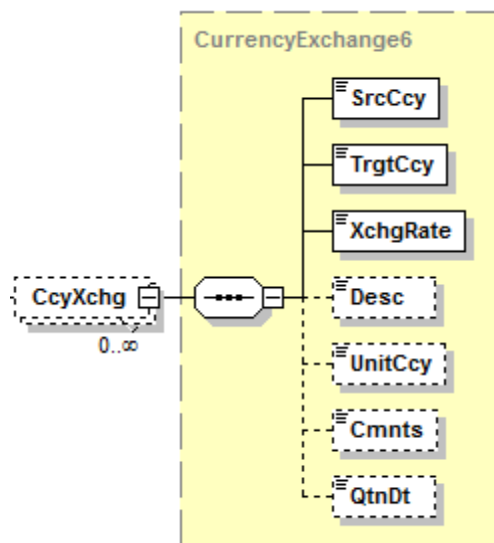 CurrencyExchange6
SrcCcy
TrgtCcy
XchgRate
CcyXchg
0..∞
Desc
UnitCcy
Cmnts
QtnDt